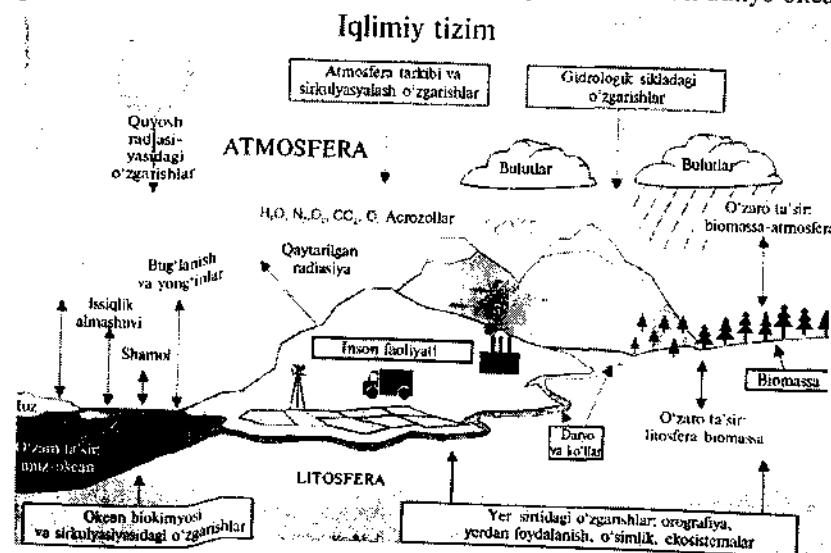 Iqlimiy tizim
Atmosfera tarkibi va
sirkulyasyalash o‘zgarishlar
Gidrologik sikladagi
o‘zgarishlar
Quyosh
radiasi-
yasidagi
o‘zgarishlar
ATMOSFERA
Bulutlar
Bulutlar
O‘zaro ta’sir:
biomassa-atmosfera
H₂O, N₂, O₂, CO₂, O₃ Aerozollar
Qaytarilgan
radiasiya
Bug‘lanish
va yong‘inlar
Issiqlik
almashuvi
Shamol
Inson faoliyati
Biomassa
muz
O‘zaro ta’sir:
muz-okean
Daryo
va ko‘llar
O‘zaro ta’sir:
litosfera biomassa
LITOSFERA
Okean biokimyosi
va sirkulyasiyasidagi o‘zgarishlar
Yer sirtidagi o‘zgarishlar: orografiya,
yerdan foydalanish, o‘simlik, ekosistemalar